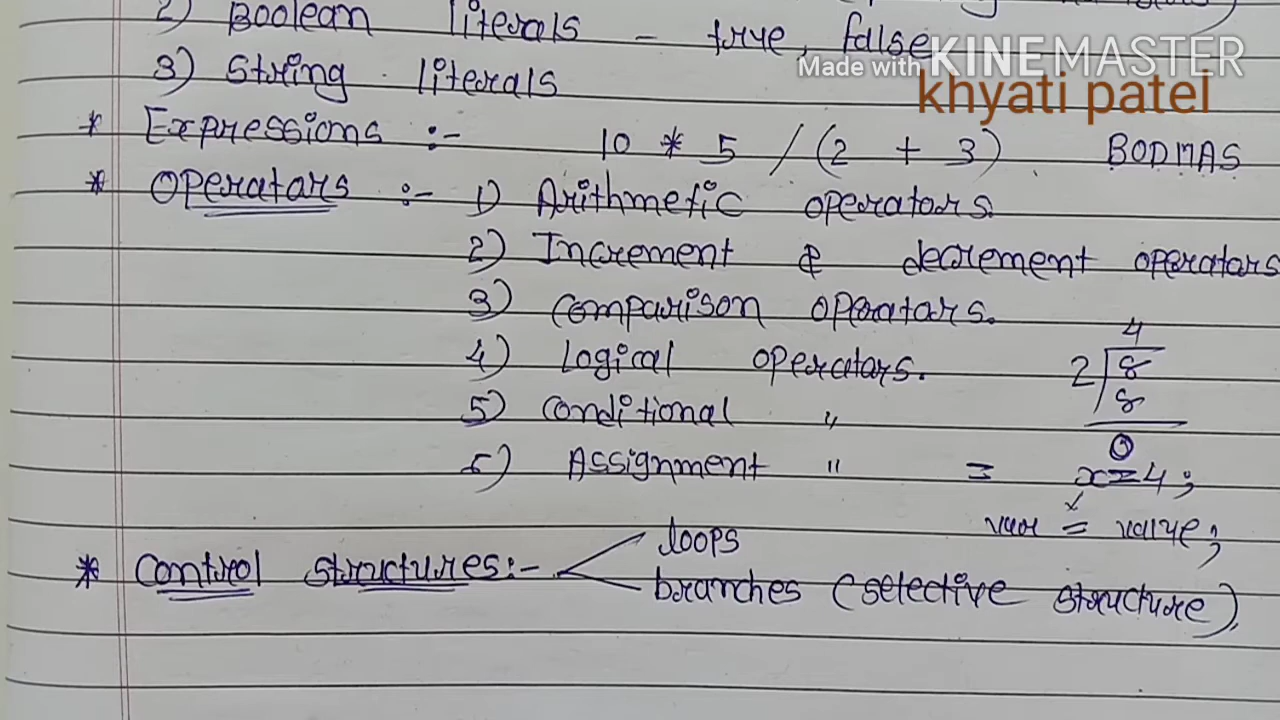 2) Boolean literals - true, false
Made with KINEMASTER
3) String literals
khyati patel
* Expressions :- 10 * 5 / (2 + 3) BODMAS
* Operators :- 1) Arithmetic operators.
2) Increment & decrement operators
3) Comparison operators.
4) Logical operators.
4
2 8
8
0
5) Conditional "
6) Assignment " = x=4;
var = value;
* Control structures:- loops
branches (selective structure).